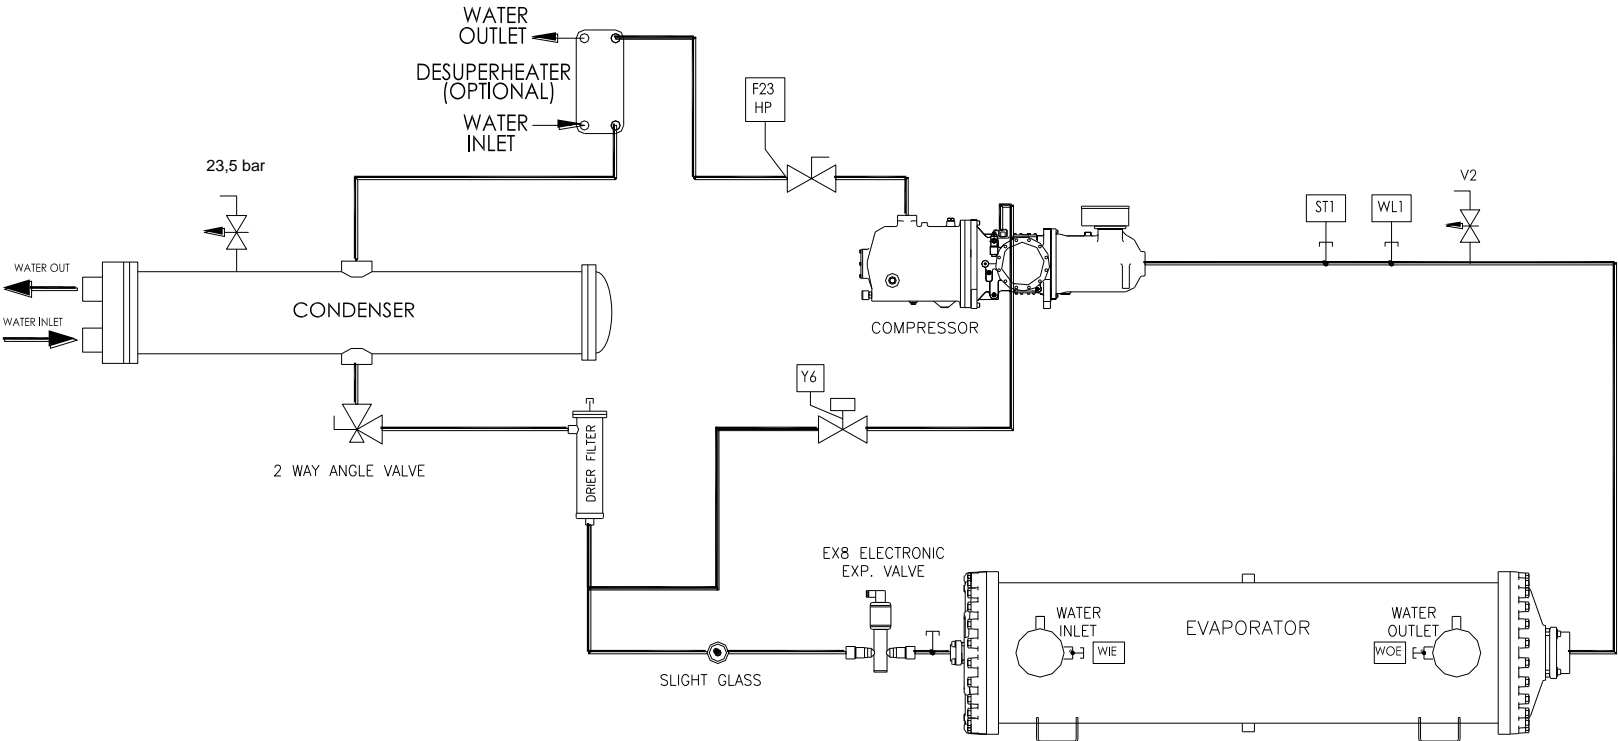 WATER
OUTLET
DESUPERHEATER
(OPTIONAL)
WATER
INLET
F23
HP
23,5 bar
V2
ST1
WL1
WATER OUT
WATER INLET
CONDENSER
COMPRESSOR
Y6
2 WAY ANGLE VALVE
DRIER FILTER
EX8 ELECTRONIC
EXP. VALVE
SLIGHT GLASS
WATER
INLET
WIE
EVAPORATOR
WATER
OUTLET
WOE